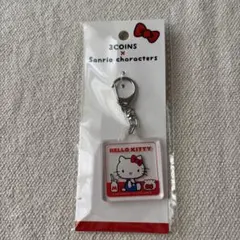 3COINS
×
Sanrio characters
HELLO KITTY